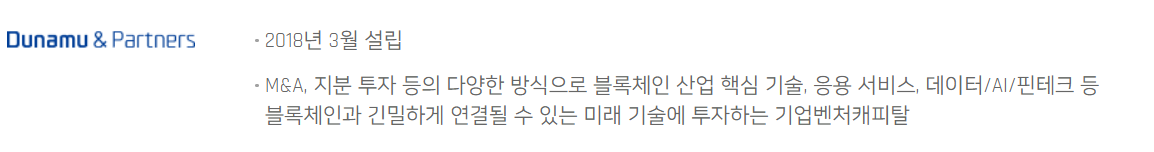 Dunamu & Partners
· 2018년 3월 설립
· M&A, 지분 투자 등의 다양한 방식으로 블록체인 산업 핵심 기술, 응용 서비스, 데이터/AI/핀테크 등
블록체인과 긴밀하게 연결될 수 있는 미래 기술에 투자하는 기업벤처캐피탈